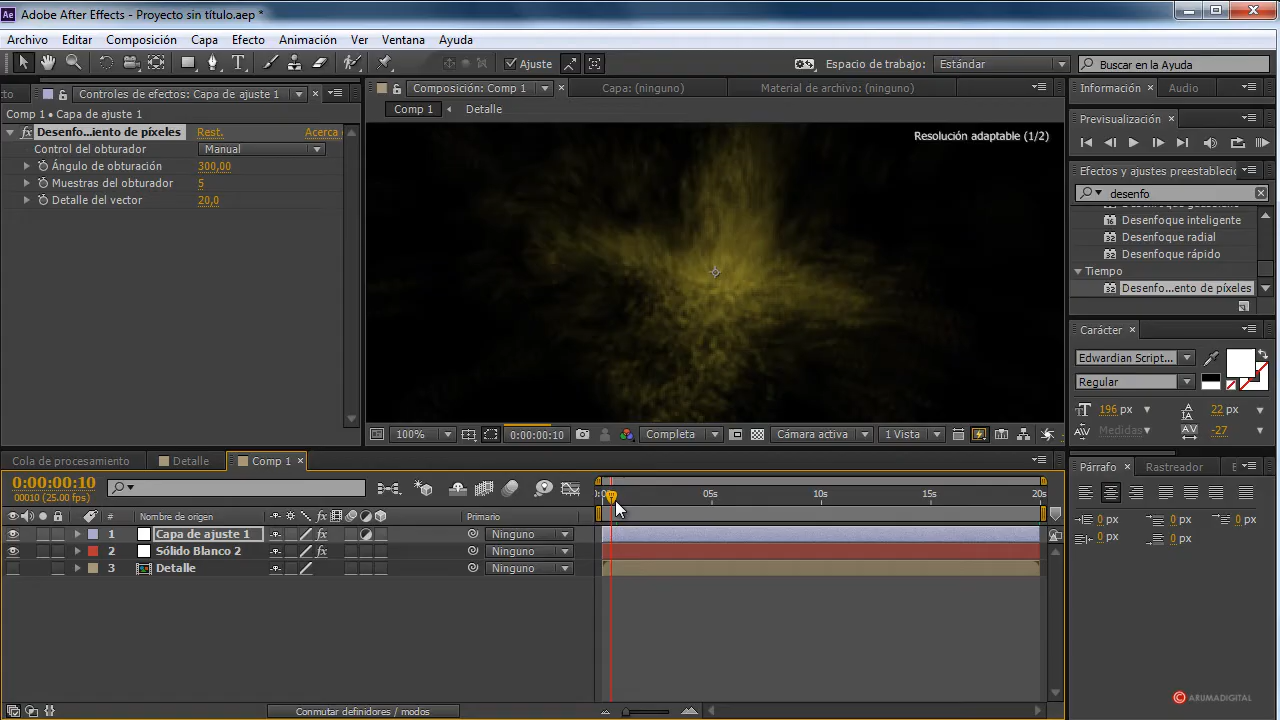 Adobe After Effects - Proyecto sin título.aep *
Archivo Editar Composición Capa Efecto Animación Ver Ventana Ayuda
Ajuste Espacio de trabajo: Estándar Buscar en la Ayuda
cto Controles de efectos: Capa de ajuste 1 Composición: Comp 1 Capa: (ninguno) Material de archivo: (ninguno) Información Audio
Comp 1 • Capa de ajuste 1 Comp 1 Detalle Previsualización
fx Desenfo...iento de píxeles Rest. Acerca Resolución adaptable (1/2)
Control del obturador Manual
Ángulo de obturación 300,00 Efectos y ajustes preestableci
Muestras del obturador 5 desenfo
Detalle del vector 20,0
Desenfoque inteligente
Desenfoque radial
Desenfoque rápido
Tiempo
Desenfo...ento de píxeles
Carácter
Edwardian Script...
Regular
196 px 22 px
Medidas -27
100% 0:00:00:10 Completa Cámara activa 1 Vista
Cola de procesamiento Detalle Comp 1 Párrafo Rastreador E
0:00:00:10
00010 (25.00 fps) 05s 10s 15s 20s
# Nombre de origen fx Primario
1 Capa de ajuste 1 fx Ninguno
2 Sólido Blanco 2 fx Ninguno
3 Detalle Ninguno
0 px 0 px 0 px
0 px 0 px
Conmutar definidores / modos
© ARUMADIGITAL